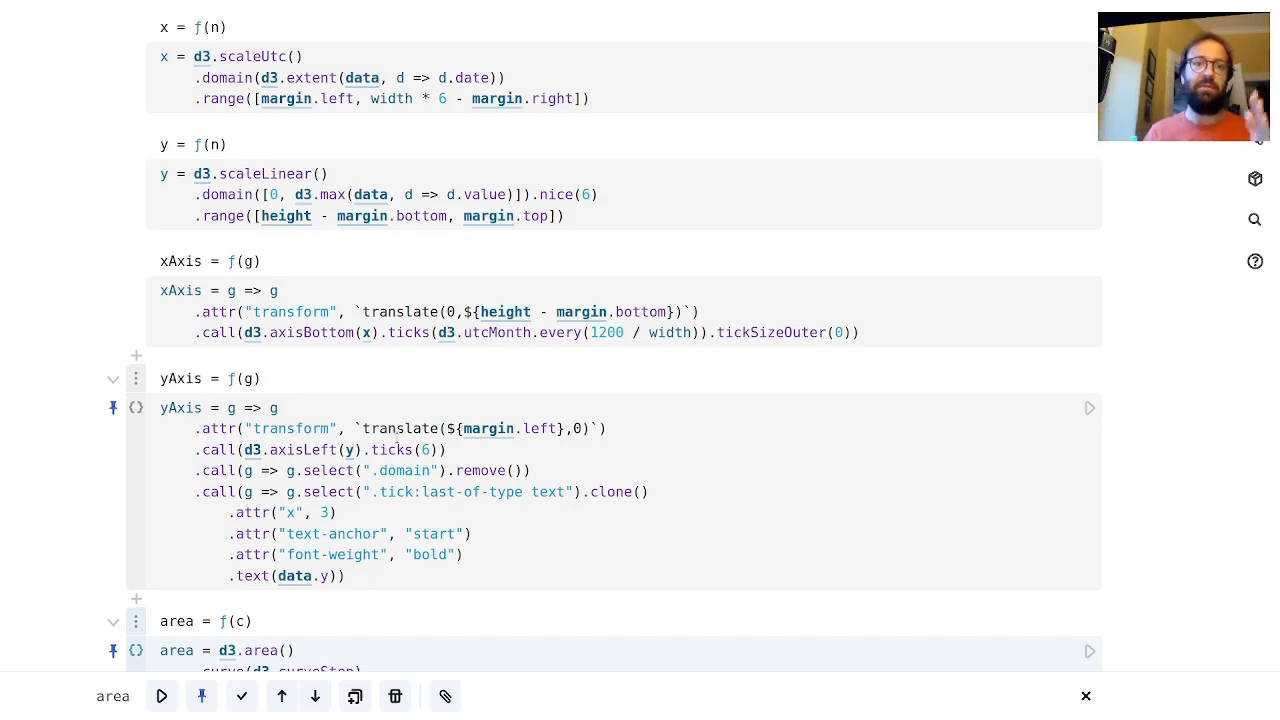 x = ƒ(n)
x = d3.scaleUtc()
    .domain(d3.extent(data, d => d.date))
    .range([margin.left, width * 6 - margin.right])
y = ƒ(n)
y = d3.scaleLinear()
    .domain([0, d3.max(data, d => d.value)]).nice(6)
    .range([height - margin.bottom, margin.top])
xAxis = ƒ(g)
xAxis = g => g
    .attr("transform", `translate(0,${height - margin.bottom})`)
    .call(d3.axisBottom(x).ticks(d3.utcMonth.every(1200 / width)).tickSizeOuter(0))
yAxis = ƒ(g)
yAxis = g => g
    .attr("transform", `translate(${margin.left},0)`)
    .call(d3.axisLeft(y).ticks(6))
    .call(g => g.select(".domain").remove())
    .call(g => g.select(".tick:last-of-type text").clone()
        .attr("x", 3)
        .attr("text-anchor", "start")
        .attr("font-weight", "bold")
        .text(data.y))
area = ƒ(c)
area = d3.area()
    .curve(d3.curveStep)
area